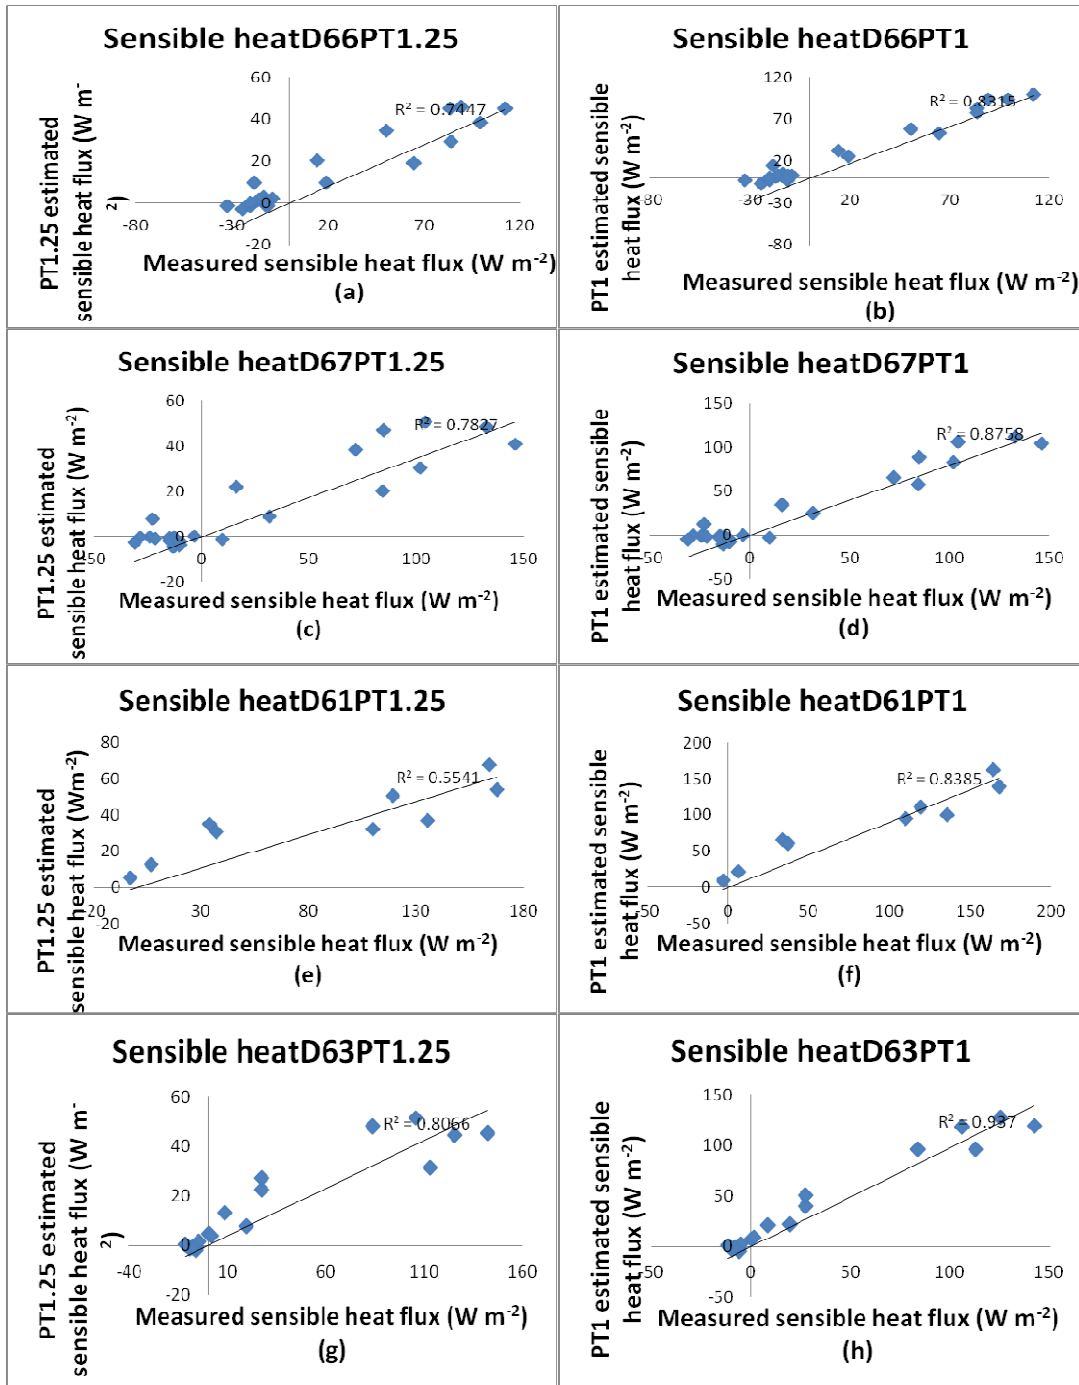 Sensible heatD66PT1.25
PT1.25 estimated
sensible heat flux (W m-2)
60
40
20
0
-20
-80
-30
20
70
120
R² = 0.7447
Measured sensible heat flux (W m-2)
(a)
Sensible heatD66PT1
PT1 estimated sensible
heat flux (W m-2)
120
70
20
-30
-80
-80
-30
20
70
120
R² = 0.8315
Measured sensible heat flux (W m-2)
(b)
Sensible heatD67PT1.25
PT1.25 estimated
sensible heat flux (W m-2)
60
40
20
0
-20
50
0
50
100
150
R² = 0.7827
Measured sensible heat flux (W m-2)
(c)
Sensible heatD67PT1
PT1 estimated sensible
heat flux (W m-2)
150
100
50
0
-50
-50
0
50
100
150
R² = 0.8758
Measured sensible heat flux (W m-2)
(d)
Sensible heatD61PT1.25
PT1.25 estimated
sensible heat flux (Wm-2)
80
60
40
20
0
-20
20
30
80
130
180
R² = 0.5541
Measured sensible heat flux (W m-2)
(e)
Sensible heatD61PT1
PT1 estimated sensible
heat flux (W m-2)
200
150
100
50
0
-50
-50
0
50
100
150
200
R² = 0.8385
Measured sensible heat flux (W m-2)
(f)
Sensible heatD63PT1.25
PT1.25 estimated
sensible heat flux (W m-2)
60
40
20
0
-20
-40
10
60
110
160
R² = 0.8066
Measured sensible heat flux (W m-2)
(g)
Sensible heatD63PT1
PT1 estimated sensible
heat flux (W m-2)
150
100
50
0
-50
-50
0
50
100
150
R² = 0.937
Measured sensible heat flux (W m-2)
(h)